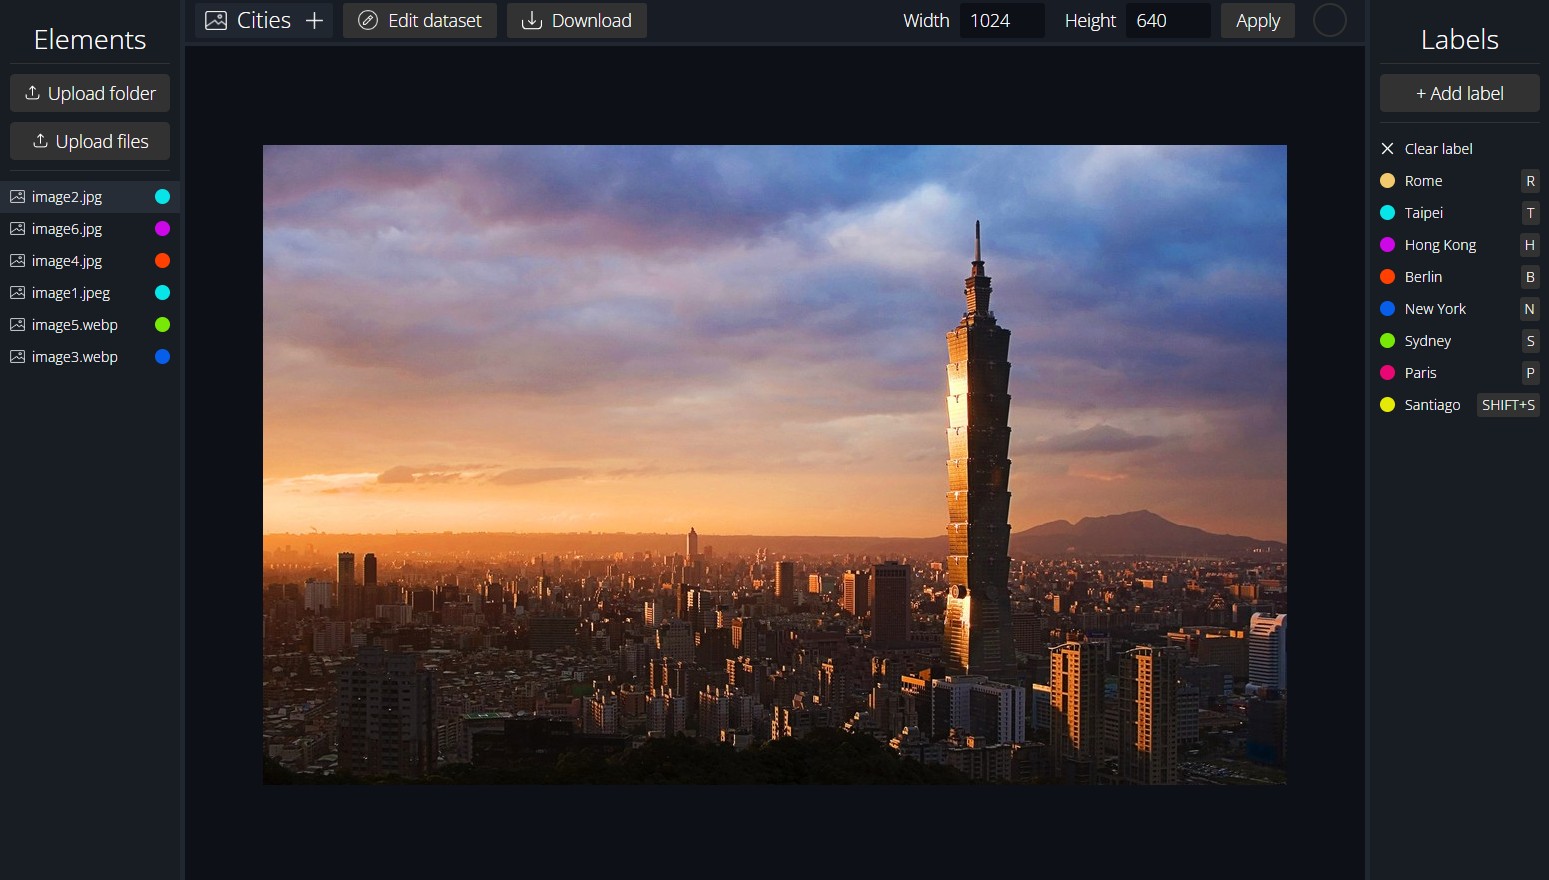 Elements
Upload folder
Upload files
image2.jpg
image6.jpg
image4.jpg
image1.jpeg
image5.webp
image3.webp
Cities
Edit dataset
Download
Width 1024
Height 640
Apply
Labels
+ Add label
Clear label
Rome R
Taipei T
Hong Kong H
Berlin B
New York N
Sydney S
Paris P
Santiago SHIFT+S